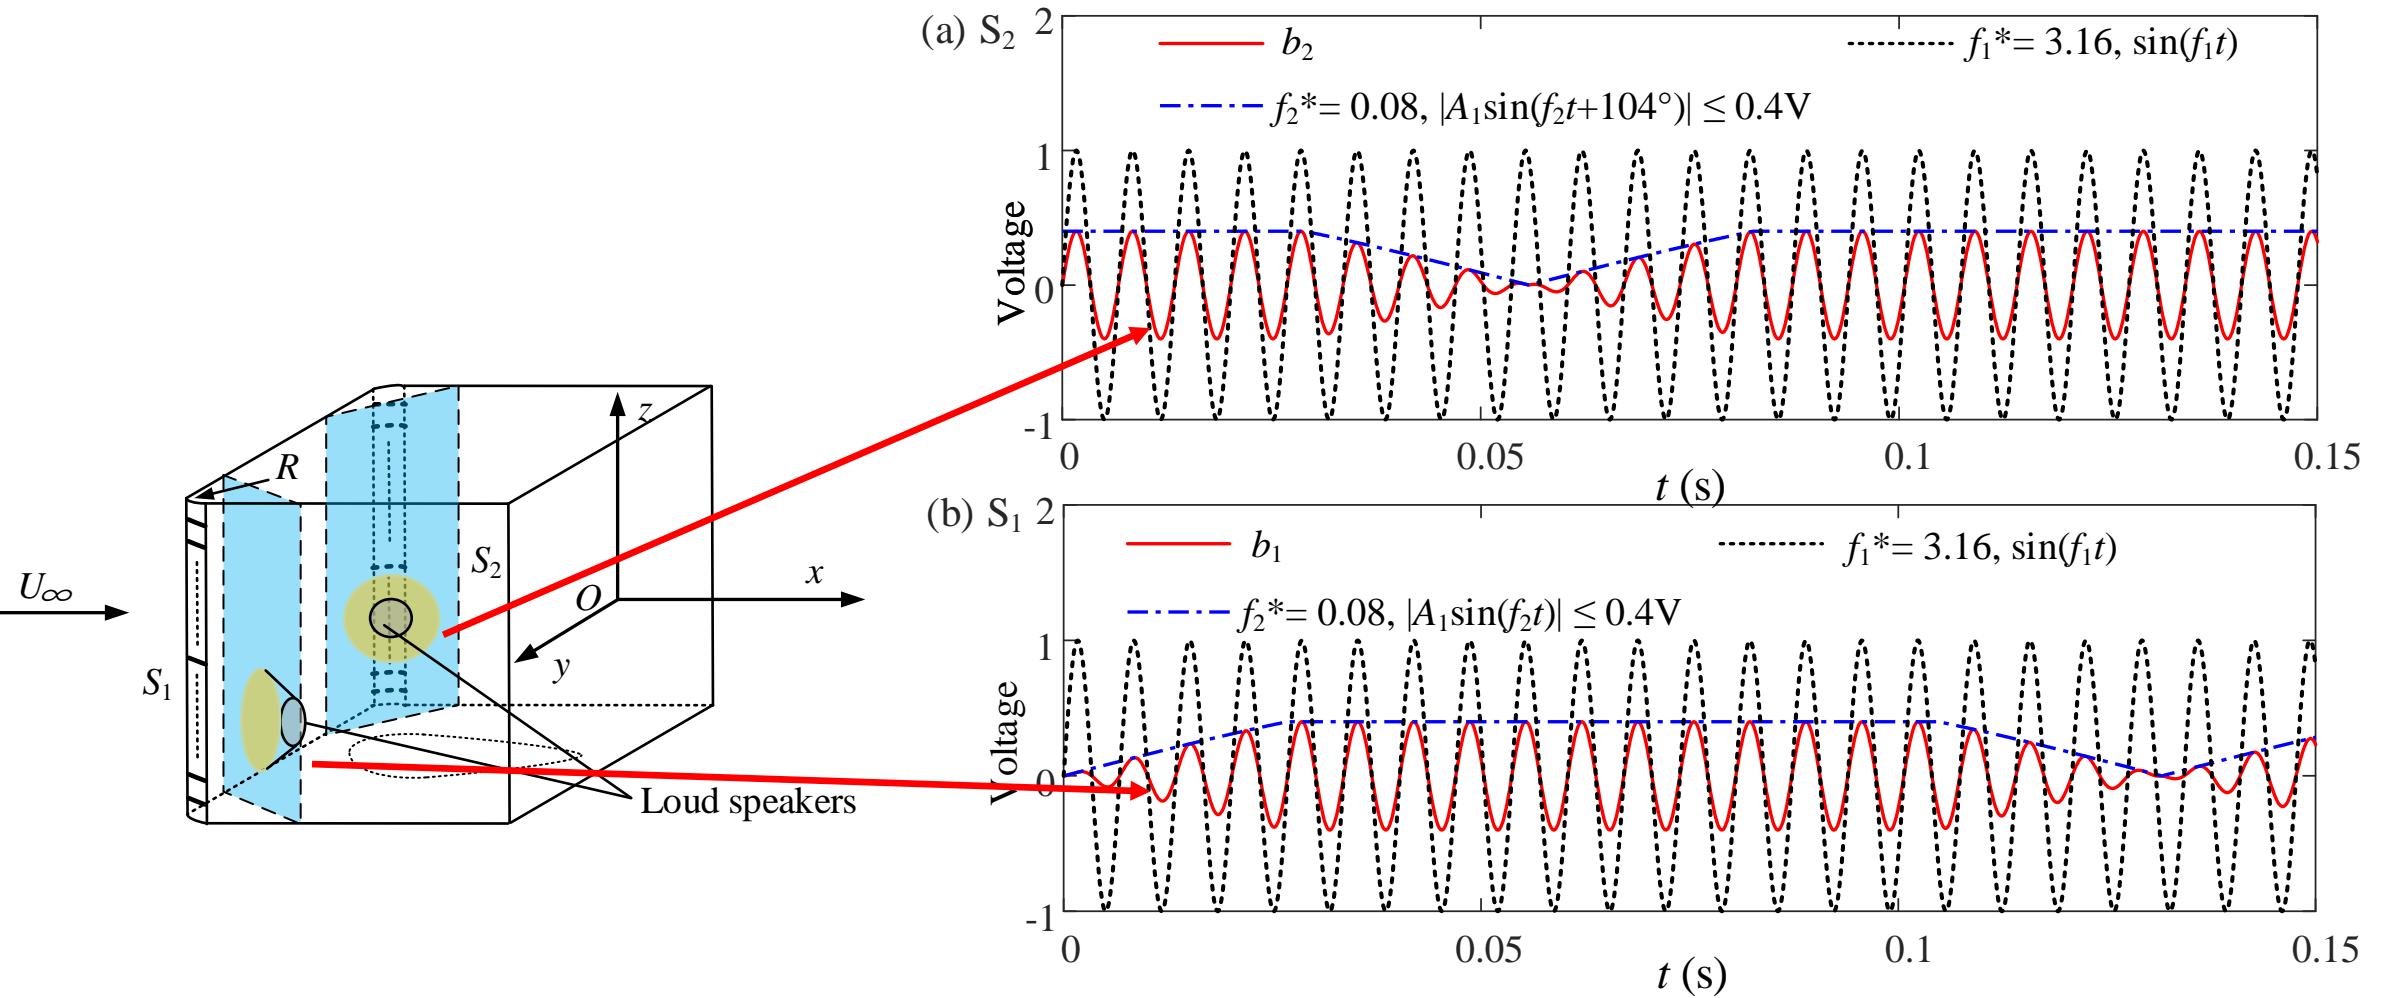 (a) S₂
2
b₂
f₁*= 3.16, sin(f₁t)
f₂*= 0.08, |A₁sin(f₂t+104°)| ≤ 0.4V
1
0
-1
Voltage
0
0.05
0.1
0.15
t (s)
R
z
S₂
x
O
U∞
y
S₁
Loud speakers
(b) S₁
2
b₁
f₁*= 3.16, sin(f₁t)
f₂*= 0.08, |A₁sin(f₂t)| ≤ 0.4V
1
0
-1
Voltage
0
0.05
0.1
0.15
t (s)